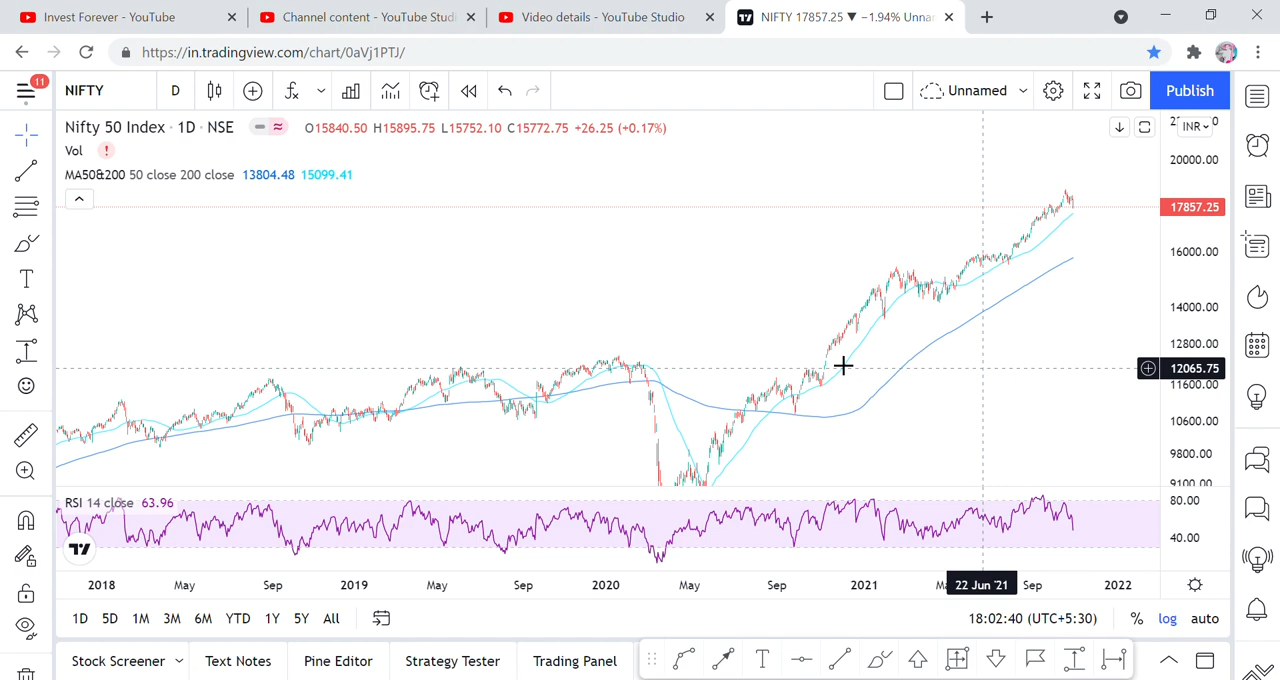 Invest Forever - YouTube
Channel content - YouTube Studi
Video details - YouTube Studio
NIFTY 17857.25 ▼ −1.94% Unna
https://in.tradingview.com/chart/0aVj1PTJ/
11
NIFTY
D
Unnamed
Publish
Nifty 50 Index · 1D · NSE
O15840.50 H15895.75 L15752.10 C15772.75 +26.25 (+0.17%)
INR
Vol
MA50&200 50 close 200 close 13804.48 15099.41
20000.00
17857.25
16000.00
14000.00
12800.00
12065.75
11600.00
10600.00
9800.00
9100.00
RSI 14 close 63.96
80.00
40.00
2018 May Sep 2019 May Sep 2020 May Sep 2021 22 Jun '21 Sep 2022
1D 5D 1M 3M 6M YTD 1Y 5Y All
18:02:40 (UTC+5:30) % log auto
Stock Screener Text Notes Pine Editor Strategy Tester Trading Panel